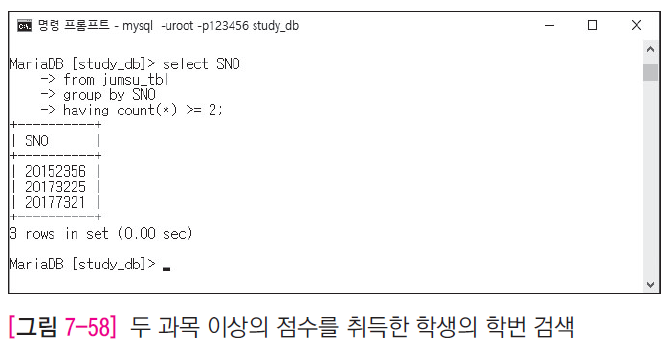 명령 프롬프트 - mysql -uroot -p123456 study_db
MariaDB [study_db]> select SNO
-> from jumsu_tbl
-> group by SNO
-> having count(*) >= 2;
+----------+
| SNO      |
+----------+
| 20152356 |
| 20173225 |
| 20177321 |
+----------+
3 rows in set (0.00 sec)
MariaDB [study_db]>
[그림 7-58] 두 과목 이상의 점수를 취득한 학생의 학번 검색